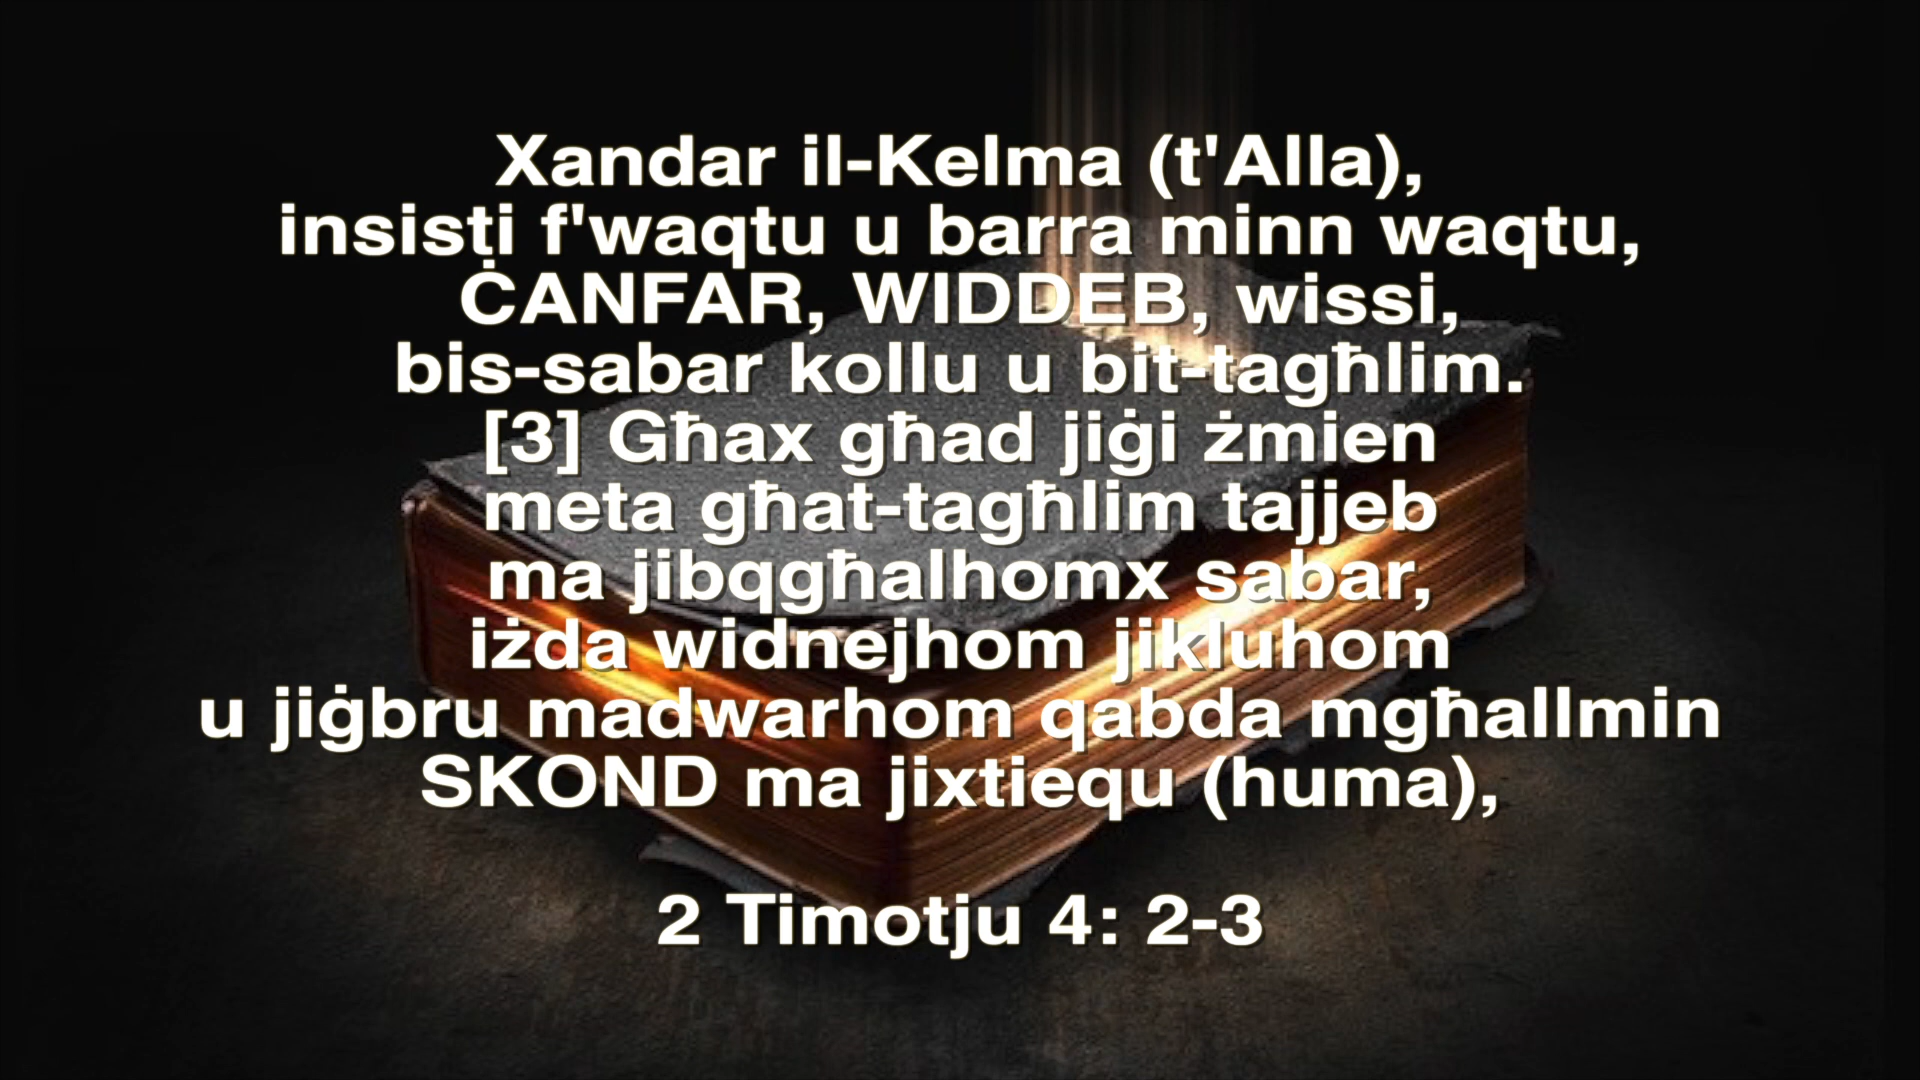 Xandar il-Kelma (t'Alla),
insisti f'waqtu u barra minn waqtu,
ĊANFAR, WIDDEB, wissi,
bis-sabar kollu u bit-tagħlim.
[3] Għax għad jiġi żmien
meta għat-tagħlim tajjeb
ma jibqgħalhomx sabar,
iżda widnejhom jikluhom
u jiġbru madwarhom qabda mgħallmin
SKOND ma jixtiequ (huma),
2 Timotju 4: 2-3